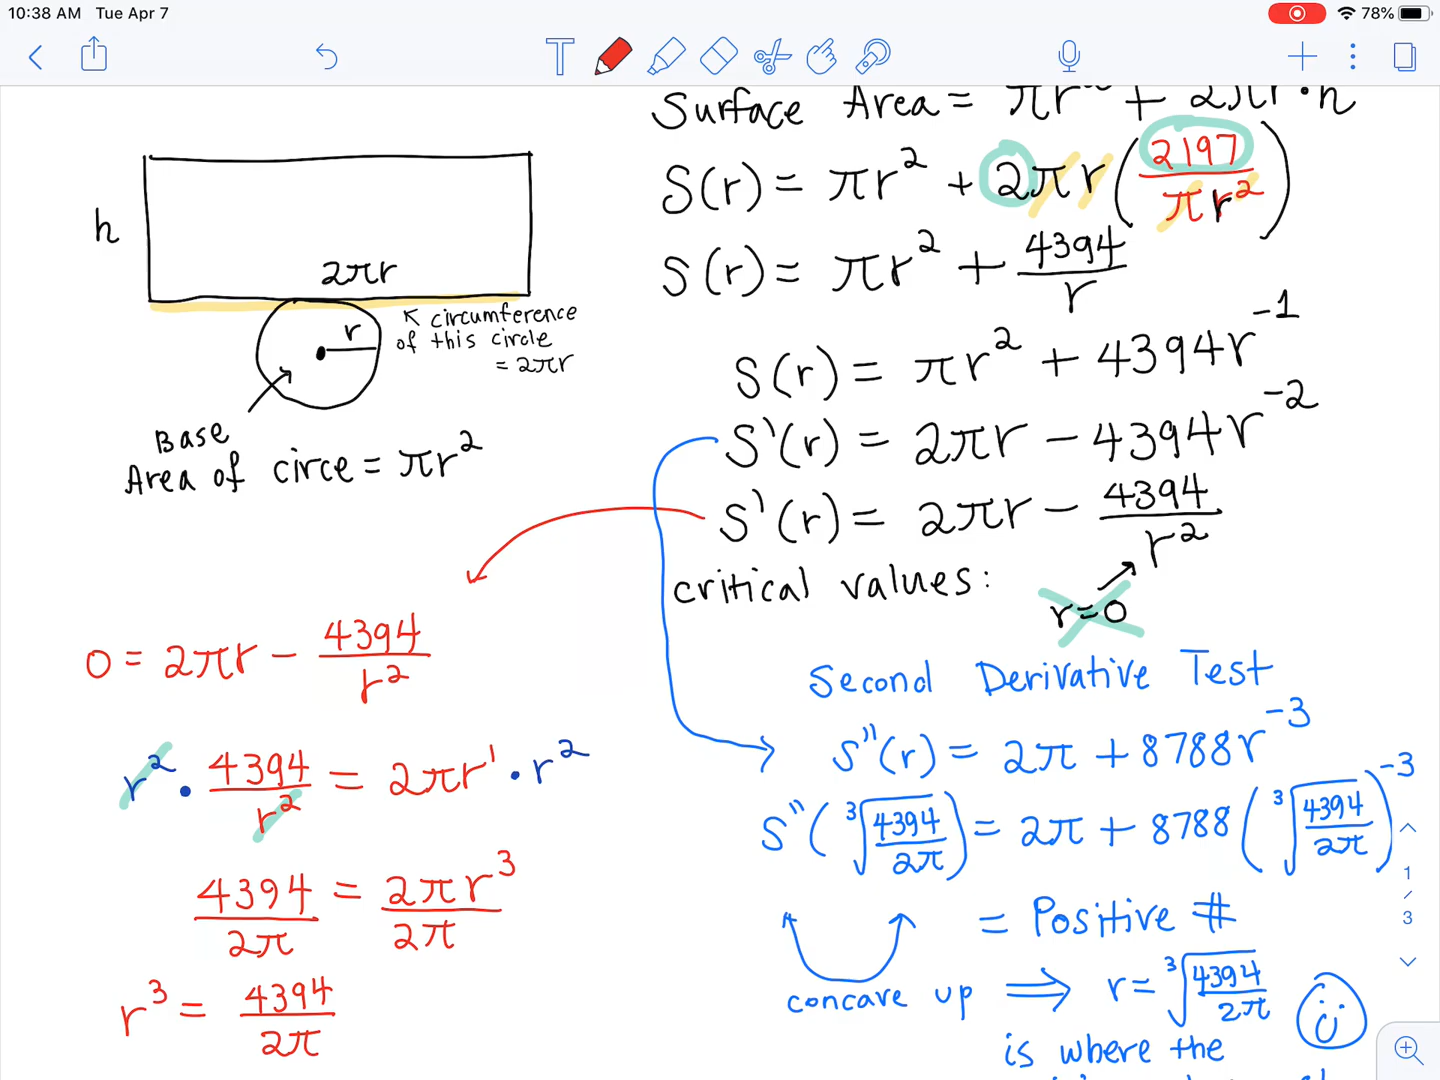 10:38 AM Tue Apr 7
78%
T
h
2πr
r
↖ circumference
of this circle
= 2πr
Base
Area of circe = πr²
0 = 2πr − 4394/r²
r² · 4394/r² = 2πr¹ · r²
4394/2π = 2πr³/2π
r³ = 4394/2π
Surface Area = πr² + 2πr · h
S(r) = πr² + 2πr (2197/πr²)
S(r) = πr² + 4394/r
S(r) = πr² + 4394r⁻¹
S'(r) = 2πr − 4394r⁻²
S'(r) = 2πr − 4394/r²
critical values:
r=0
Second Derivative Test
S''(r) = 2π + 8788r⁻³
S''(³√(4394/2π)) = 2π + 8788(³√(4394/2π))⁻³
= Positive #
concave up ⟹ r = ³√(4394/2π)
is where the
1
/
3